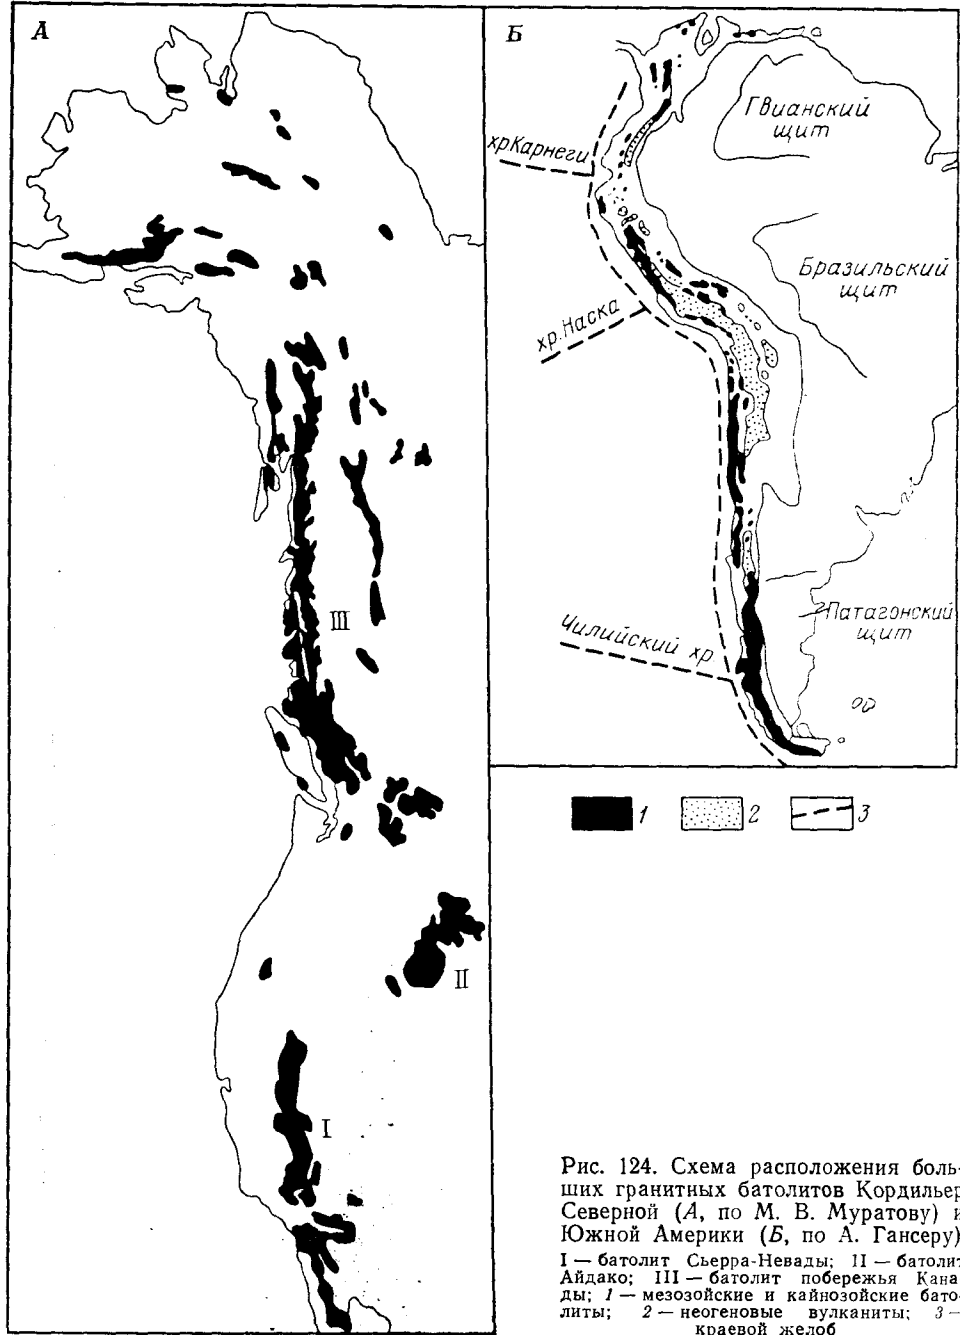 А
Б
Гвианский
щит
хр Карнеги
Бразильский
щит
хр. Наска
III
Патагонский
щит
Чилийский хр
1
2
3
II
I
Рис. 124. Схема расположения боль-
ших гранитных батолитов Кордильер
Северной (А, по М. В. Муратову) и
Южной Америки (Б, по А. Гансеру)
I — батолит Сьерра-Невады; II — батолит
Айдако; III — батолит побережья Кана-
ды; 1 — мезозойские и кайнозойские бато-
литы; 2 — неогеновые вулканиты; 3 —
краевой желоб